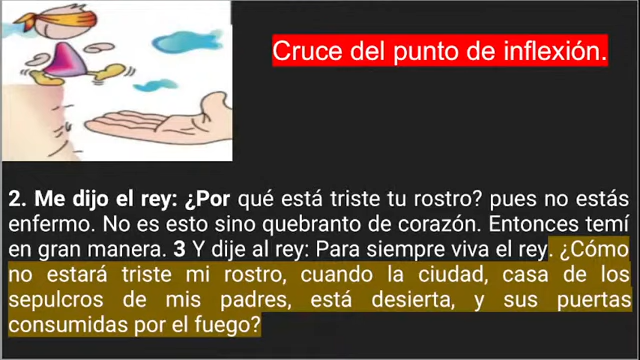 Cruce del punto de inflexión.
2. Me dijo el rey: ¿Por qué está triste tu rostro? pues no estás
enfermo. No es esto sino quebranto de corazón. Entonces temí
en gran manera. 3 Y dije al rey: Para siempre viva el rey. ¿Cómo
no estará triste mi rostro, cuando la ciudad, casa de los
sepulcros de mis padres, está desierta, y sus puertas
consumidas por el fuego?